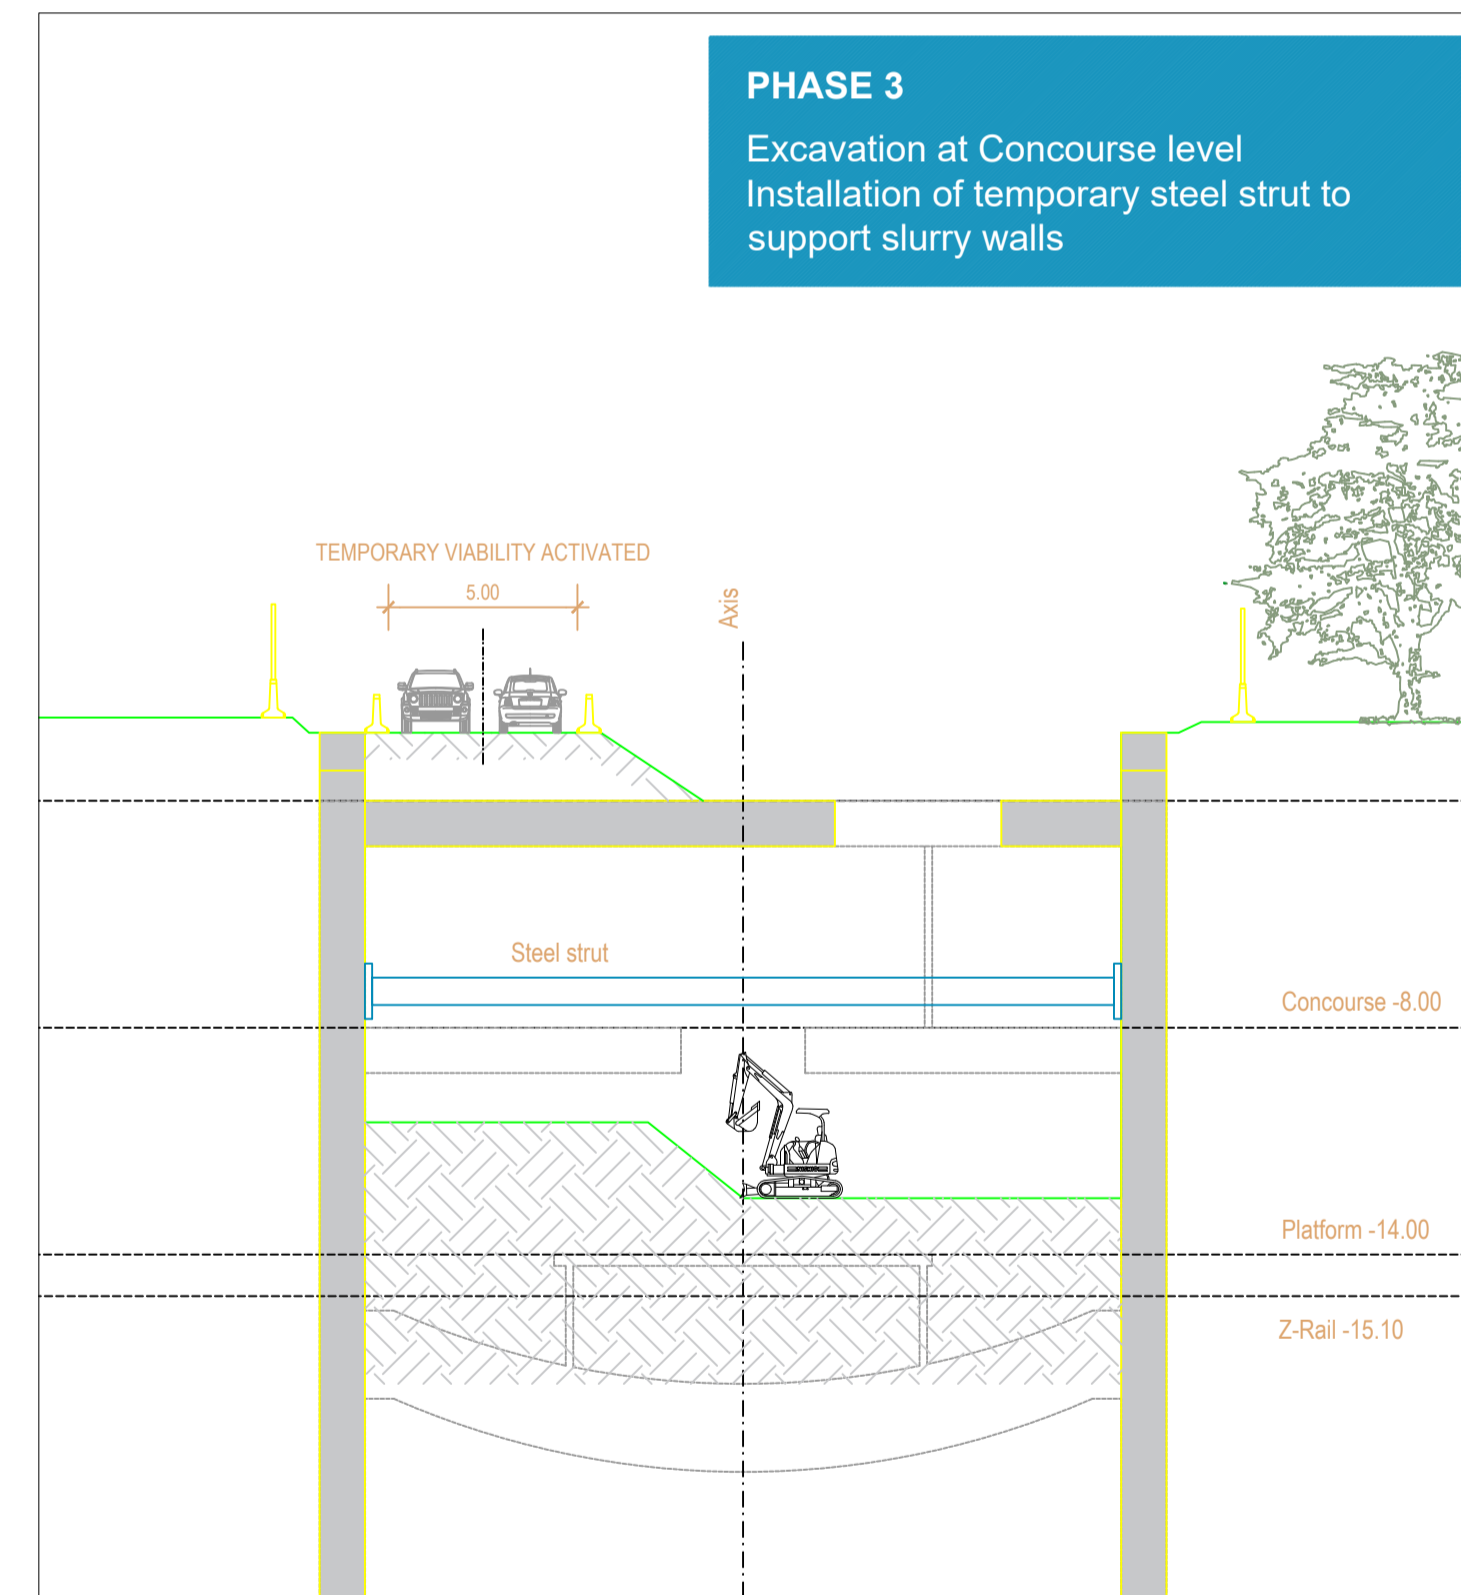 PHASE 3
Excavation at Concourse level
Installation of temporary steel strut to
support slurry walls
TEMPORARY VIABILITY ACTIVATED
5.00
Axis
Steel strut
Concourse -8.00
Platform -14.00
Z-Rail -15.10